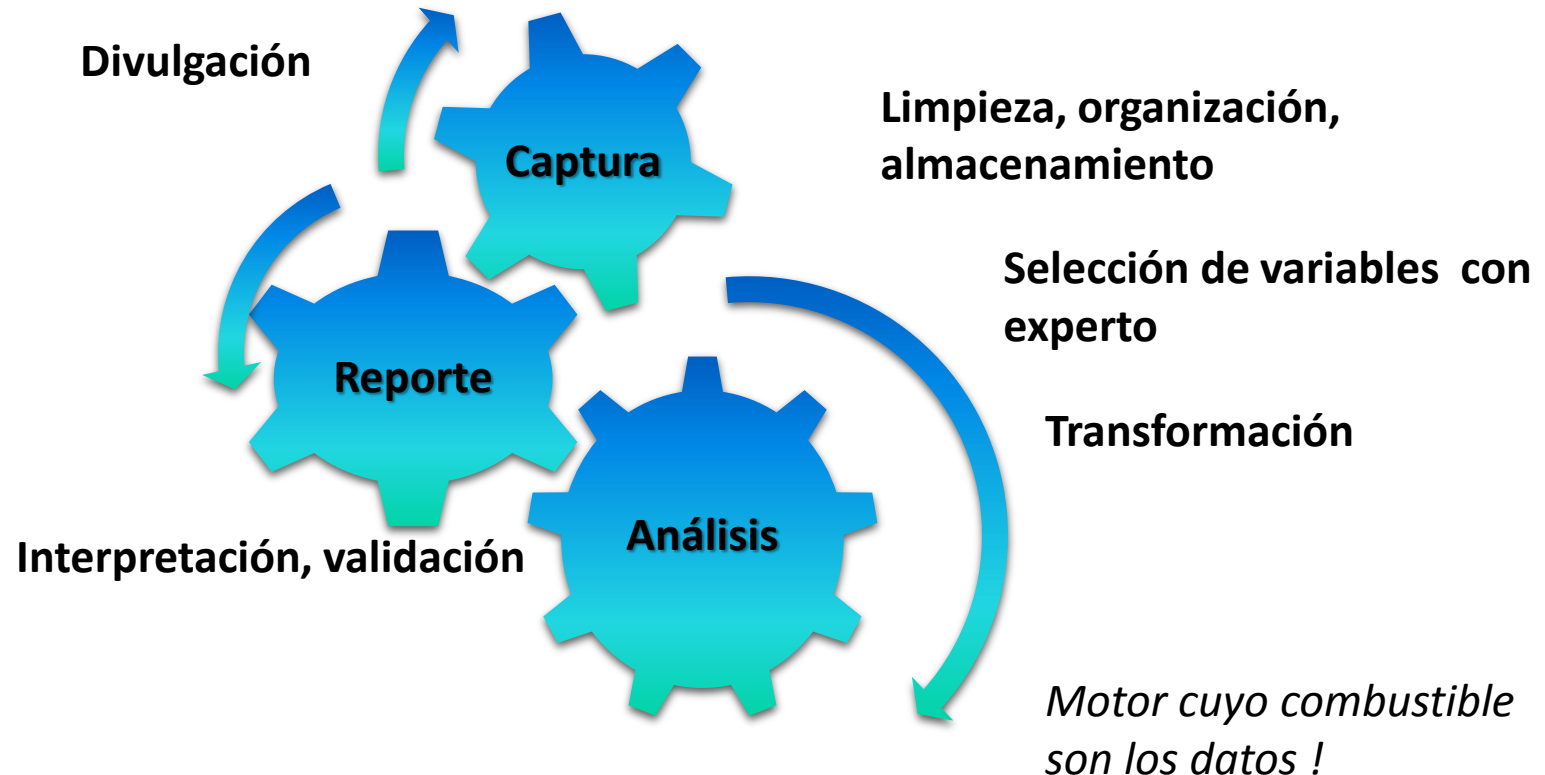 Divulgación
Captura
Limpieza, organización,
almacenamiento
Selección de variables  con
experto
Reporte
Transformación
Análisis
Interpretación, validación
Motor cuyo combustible
son los datos !